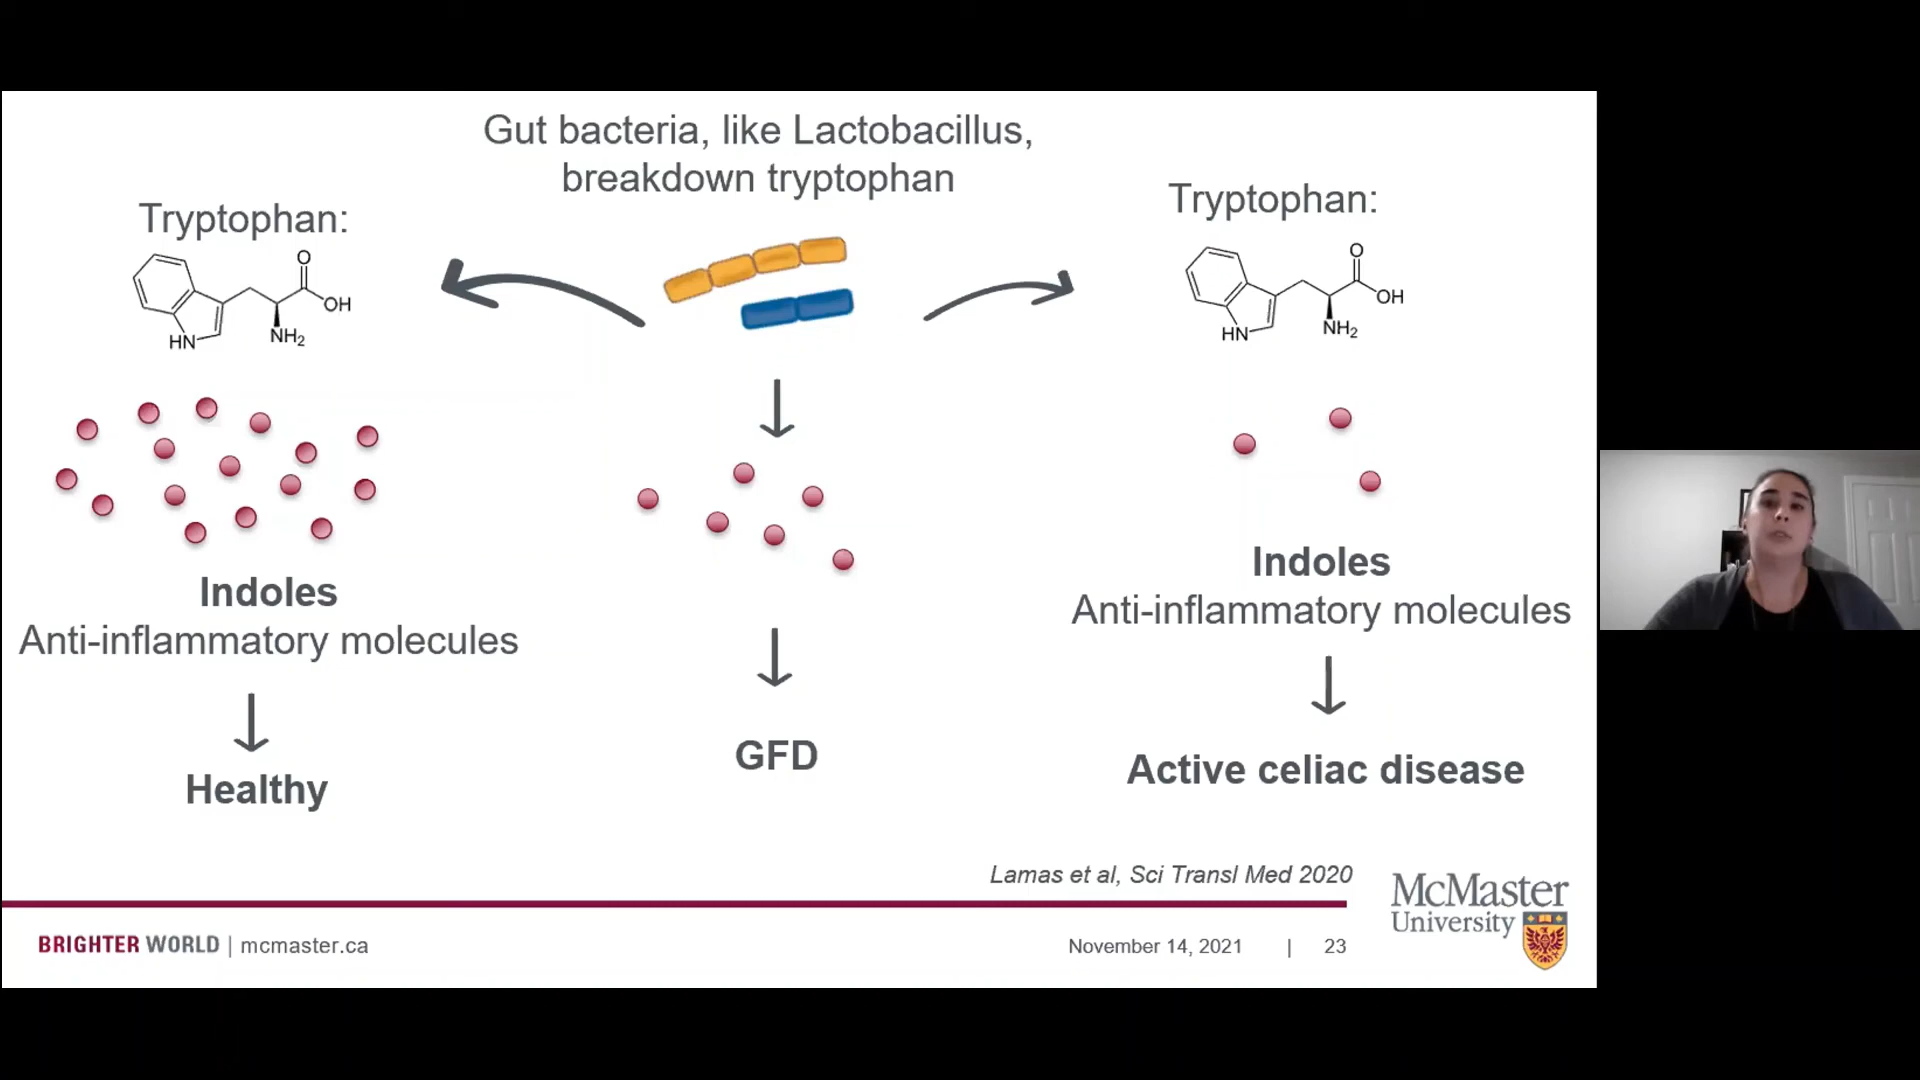 Gut bacteria, like Lactobacillus,
breakdown tryptophan
Tryptophan:
O
OH
NH2
HN
Indoles
Anti-inflammatory molecules
Healthy
GFD
Tryptophan:
O
OH
NH2
HN
Indoles
Anti-inflammatory molecules
Active celiac disease
Lamas et al, Sci Transl Med 2020
McMaster
University
BRIGHTER WORLD | mcmaster.ca
November 14, 2021 | 23